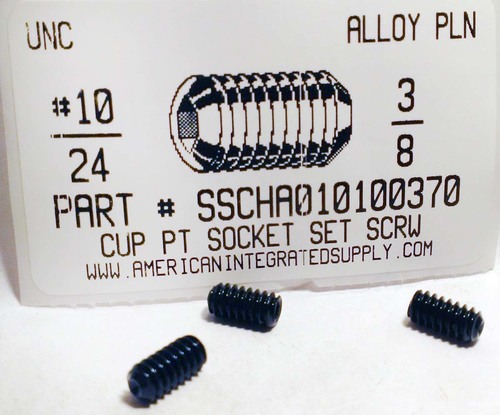 UNC ALLOY PLN
#10 3
24 8
PART # SSCHA010100370
CUP PT SOCKET SET SCRW
WWW.AMERICANINTEGRATEDSUPPLY.COM